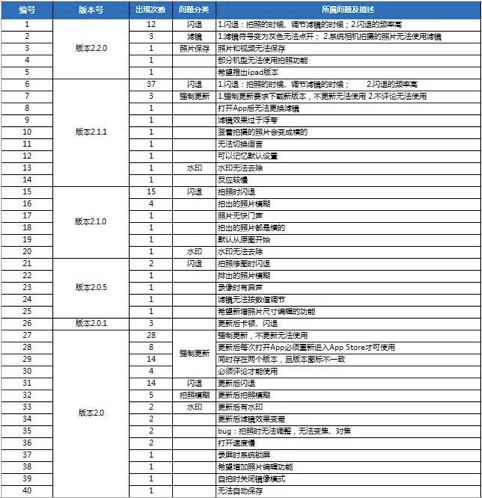 编号 版本号 出现次数 问题分类 所属问题及描述
1 版本2.2.0 12 闪退 1.闪退：拍照的时候、调节滤镜的时候；2.闪退的频率高
2 3 滤镜 1.滤镜符号变为灰色无法点开； 2.系统相机拍摄的照片无法使用滤镜
3 1 照片保存 照片和视频无法保存
4 1 部分机型无法使用拍照功能
5 1 希望推出ipad版本
6 版本2.1.1 37 闪退 1.闪退：拍照的时候、调节滤镜的时候； 2.闪退的频率高
7 3 强制更新 1.强制更新要求下载新版本，不更新无法使用 2.不评论无法使用
8 1 打开App后无法更换滤镜
9 1 滤镜效果过于浮夸
10 1 竖着拍摄的照片会变成横的
11 1 无法切换语言
12 1 可以记忆默认设置
13 1 水印 水印无法去除
14 1 反应较慢
15 版本2.1.0 15 闪退 拍照时闪退
16 4 拍出的照片模糊
17 1 照片无快门声
18 1 拍出的照片都是横的
19 1 默认从原图开始
20 1 水印 水印无法去除
21 版本2.0.5 2 闪退 拍照修图时闪退
22 1 排出的照片模糊
23 1 录像时有异声
24 1 滤镜无法按数值调节
25 1 希望新增照片尺寸编辑的功能
26 版本2.0.1 3 更新后卡顿、闪退
27 版本2.0 28 强制更新 强制更新，不更新无法使用
28 8 更新后每次打开App必须重新进入App Store才可使用
29 14 同时存在两个版本，且版本图标不一致
30 4 必须评论才能使用
31 14 闪退 更新后闪退
32 5 拍照模糊 更新后拍照模糊
33 2 水印 更新后有水印
34 2 更新后滤镜效果变差
35 2 bug：拍照时无法调整，无法变焦、对焦
36 2 打开速度慢
37 1 录屏时系统锁屏
38 1 希望增加照片编辑功能
39 1 自拍时关闭镜像模式
40 1 无法自动保存